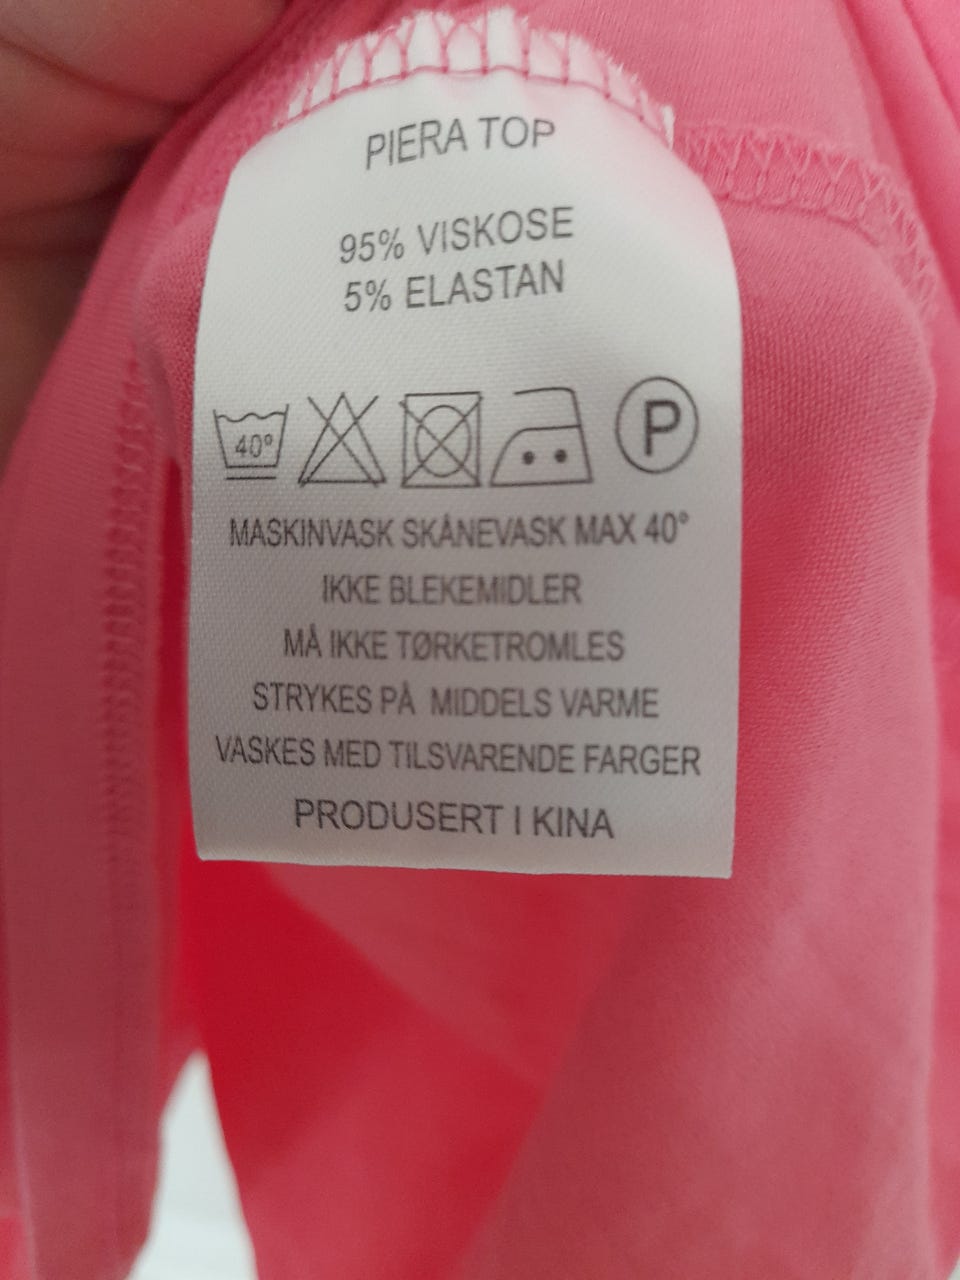 PIERA TOP
95% VISKOSE
5% ELASTAN
40° P
MASKINVASK SKÅNEVASK MAX 40°
IKKE BLEKEMIDLER
MÅ IKKE TØRKETROMLES
STRYKES PÅ MIDDELS VARME
VASKES MED TILSVARENDE FARGER
PRODUSERT I KINA